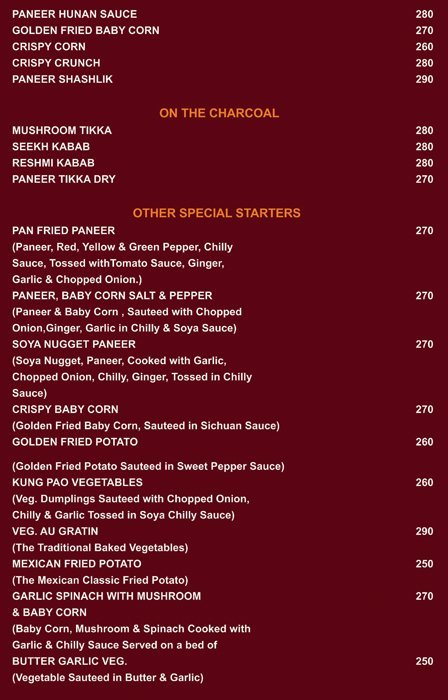 PANEER HUNAN SAUCE 280
GOLDEN FRIED BABY CORN 270
CRISPY CORN 260
CRISPY CRUNCH 280
PANEER SHASHLIK 290
ON THE CHARCOAL
MUSHROOM TIKKA 280
SEEKH KABAB 280
RESHMI KABAB 280
PANEER TIKKA DRY 270
OTHER SPECIAL STARTERS
PAN FRIED PANEER 270
(Paneer, Red, Yellow & Green Pepper, Chilly
Sauce, Tossed withTomato Sauce, Ginger,
Garlic & Chopped Onion.)
PANEER, BABY CORN SALT & PEPPER 270
(Paneer & Baby Corn , Sauteed with Chopped
Onion,Ginger, Garlic in Chilly & Soya Sauce)
SOYA NUGGET PANEER 270
(Soya Nugget, Paneer, Cooked with Garlic,
Chopped Onion, Chilly, Ginger, Tossed in Chilly
Sauce)
CRISPY BABY CORN 270
(Golden Fried Baby Corn, Sauteed in Sichuan Sauce)
GOLDEN FRIED POTATO 260
(Golden Fried Potato Sauteed in Sweet Pepper Sauce)
KUNG PAO VEGETABLES 260
(Veg. Dumplings Sauteed with Chopped Onion,
Chilly & Garlic Tossed in Soya Chilly Sauce)
VEG. AU GRATIN 290
(The Traditional Baked Vegetables)
MEXICAN FRIED POTATO 250
(The Mexican Classic Fried Potato)
GARLIC SPINACH WITH MUSHROOM 270
& BABY CORN
(Baby Corn, Mushroom & Spinach Cooked with
Garlic & Chilly Sauce Served on a bed of
BUTTER GARLIC VEG. 250
(Vegetable Sauteed in Butter & Garlic)